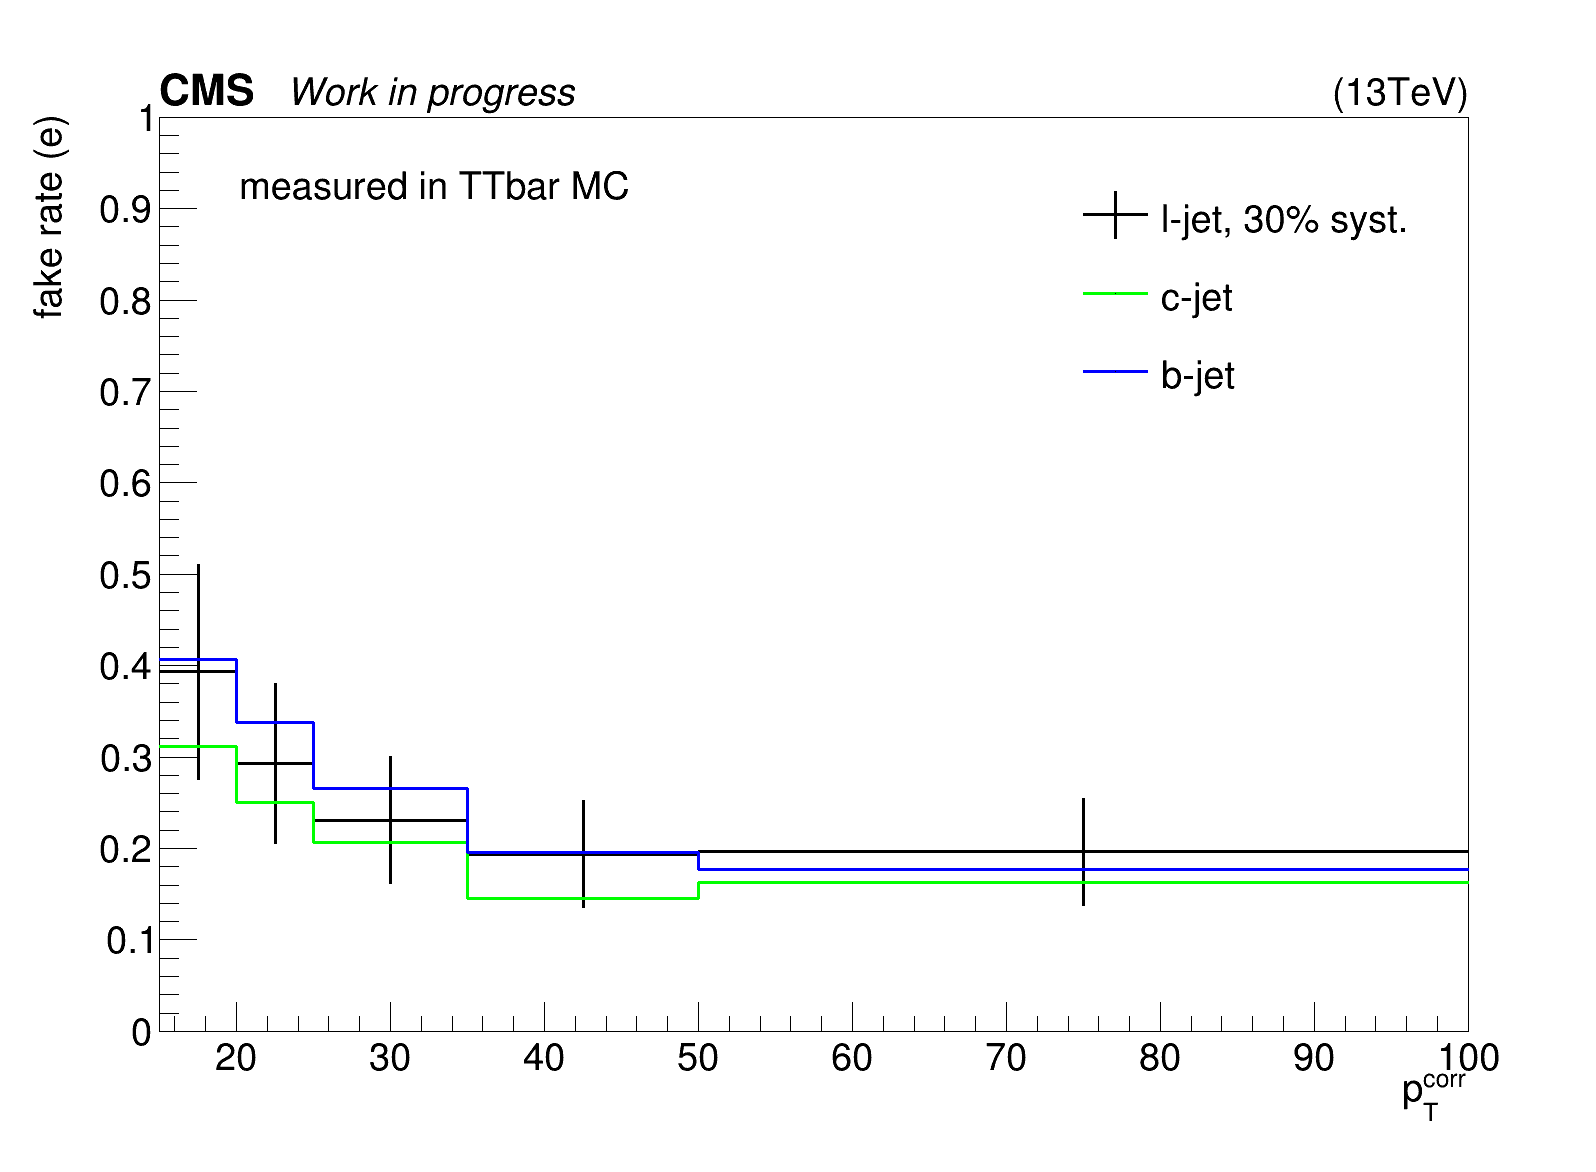 CMS Work in progress (13TeV)
fake rate (e)
measured in TTbar MC
l-jet, 30% syst.
c-jet
b-jet
1
0.9
0.8
0.7
0.6
0.5
0.4
0.3
0.2
0.1
0
20 30 40 50 60 70 80 90 100
p_T^corr